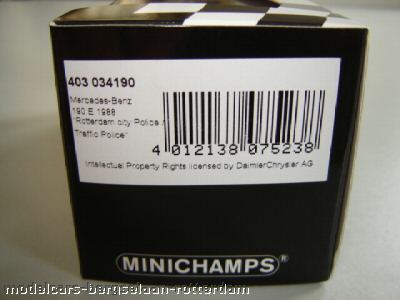 403 034190
Mercedes-Benz
190 E 1988
"Rotterdam city Police /
Traffic Police"
4 012138 075238
Intellectual Property Rights licensed by DaimlerChrysler AG
MINICHAMPS®
modelcars-bergselaan-rotterdam